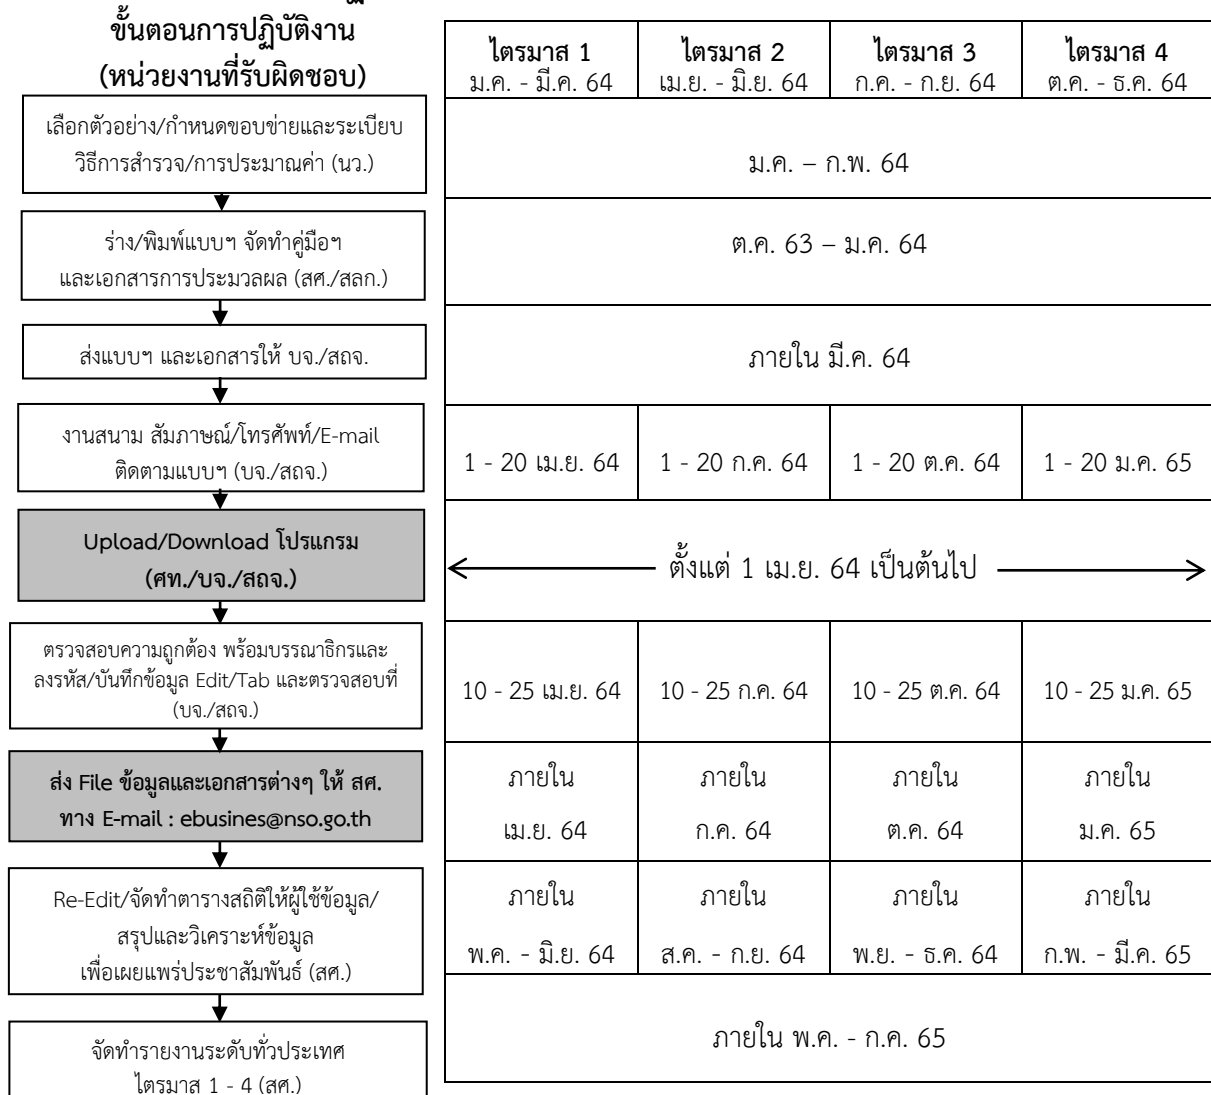 ขั้นตอนการปฏิบัติงาน
(หน่วยงานที่รับผิดชอบ)
ไตรมาส 1 ไตรมาส 2 ไตรมาส 3 ไตรมาส 4
ม.ค. - มี.ค. 64 เม.ย. - มิ.ย. 64 ก.ค. - ก.ย. 64 ต.ค. - ธ.ค. 64
เลือกตัวอย่าง/กำหนดขอบข่ายและระเบียบ
วิธีการสำรวจ/การประมาณค่า (นว.)
ม.ค. – ก.พ. 64
ร่าง/พิมพ์แบบฯ จัดทำคู่มือฯ
และเอกสารการประมวลผล (สศ./สลก.)
ต.ค. 63 – ม.ค. 64
ส่งแบบฯ และเอกสารให้ บจ./สถจ.
ภายใน มี.ค. 64
งานสนาม สัมภาษณ์/โทรศัพท์/E-mail
ติดตามแบบฯ (บจ./สถจ.)
1 - 20 เม.ย. 64 1 - 20 ก.ค. 64 1 - 20 ต.ค. 64 1 - 20 ม.ค. 65
Upload/Download โปรแกรม
(ศท./บจ./สถจ.)
ตั้งแต่ 1 เม.ย. 64 เป็นต้นไป
ตรวจสอบความถูกต้อง พร้อมบรรณาธิกรและ
ลงรหัส/บันทึกข้อมูล Edit/Tab และตรวจสอบที่
(บจ./สถจ.)
10 - 25 เม.ย. 64 10 - 25 ก.ค. 64 10 - 25 ต.ค. 64 10 - 25 ม.ค. 65
ส่ง File ข้อมูลและเอกสารต่างๆ ให้ สศ.
ทาง E-mail : ebusines@nso.go.th
ภายใน ภายใน ภายใน ภายใน
เม.ย. 64 ก.ค. 64 ต.ค. 64 ม.ค. 65
Re-Edit/จัดทำตารางสถิติให้ผู้ใช้ข้อมูล/
สรุปและวิเคราะห์ข้อมูล
เพื่อเผยแพร่ประชาสัมพันธ์ (สศ.)
ภายใน ภายใน ภายใน ภายใน
พ.ค. - มิ.ย. 64 ส.ค. - ก.ย. 64 พ.ย. - ธ.ค. 64 ก.พ. - มี.ค. 65
จัดทำรายงานระดับทั่วประเทศ
ไตรมาส 1 - 4 (สศ.)
ภายใน พ.ค. - ก.ค. 65